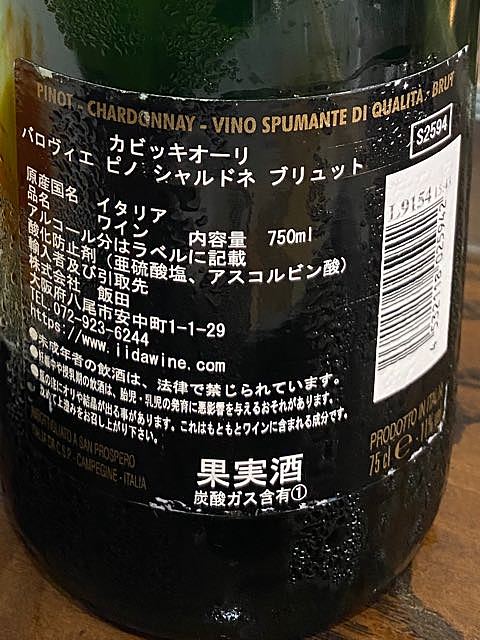 PINOT - CHARDONNAY - VINO SPUMANTE DI QUALITÀ - BRUT
S2594
カビッキオーリ
バロヴィエ ピノ シャルドネ ブリュット
原産国名 イタリア
品名 ワイン 内容量 750ml
アルコール分はラベルに記載
酸化防止剤（亜硫酸塩、アスコルビン酸）
輸入者及び引取先
株式会社 飯田
大阪府八尾市安中町1-1-29
TEL 072-923-6244
https://www.iidawine.com
●未成年者の飲酒は、法律で禁じられています。
●妊娠中や授乳期の飲酒は、胎児・乳児の発育に悪影響を与えるおそれがあります。
●瓶の底にオリや結晶が出る事があります。これはもともとワインに含まれる成分です。
沈めて上澄みをお召し上がり下さい。
果実酒
炭酸ガス含有①
L9154
A SAN PROSPERO
CAMPEGINE - ITALIA
PRODOTTO IN
75 cl e 11%